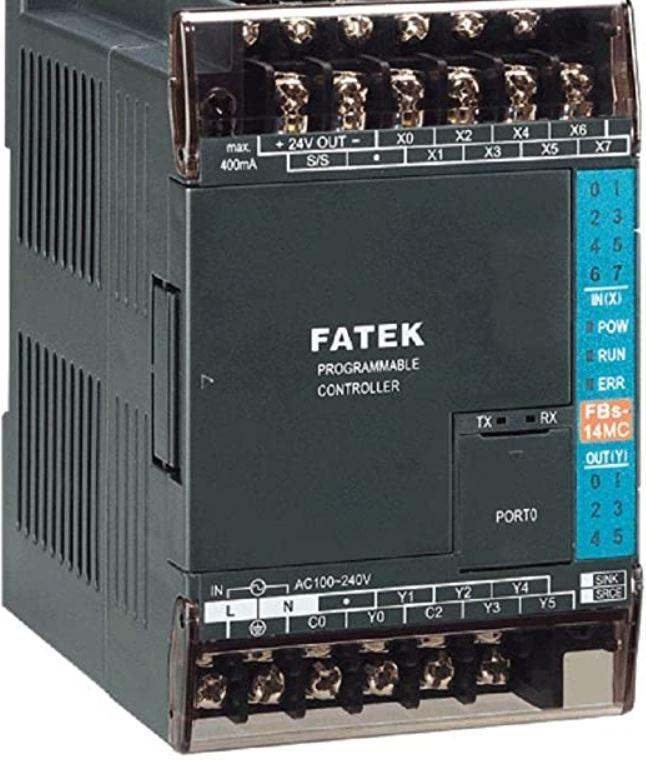 max. + 24V OUT - X0 X2 X4 X6
400mA S/S • X1 X3 X5 X7
0 1
2 3
4 5
6 7
IN(X)
POW
RUN
ERR
FBs-
14MC
OUT(Y)
0 1
2 3
4 5
FATEK
PROGRAMMABLE
CONTROLLER
TX RX
PORT0
IN AC100~240V
L N • Y1 Y2 Y4
C0 Y0 C2 Y3 Y5
SINK
SRCE